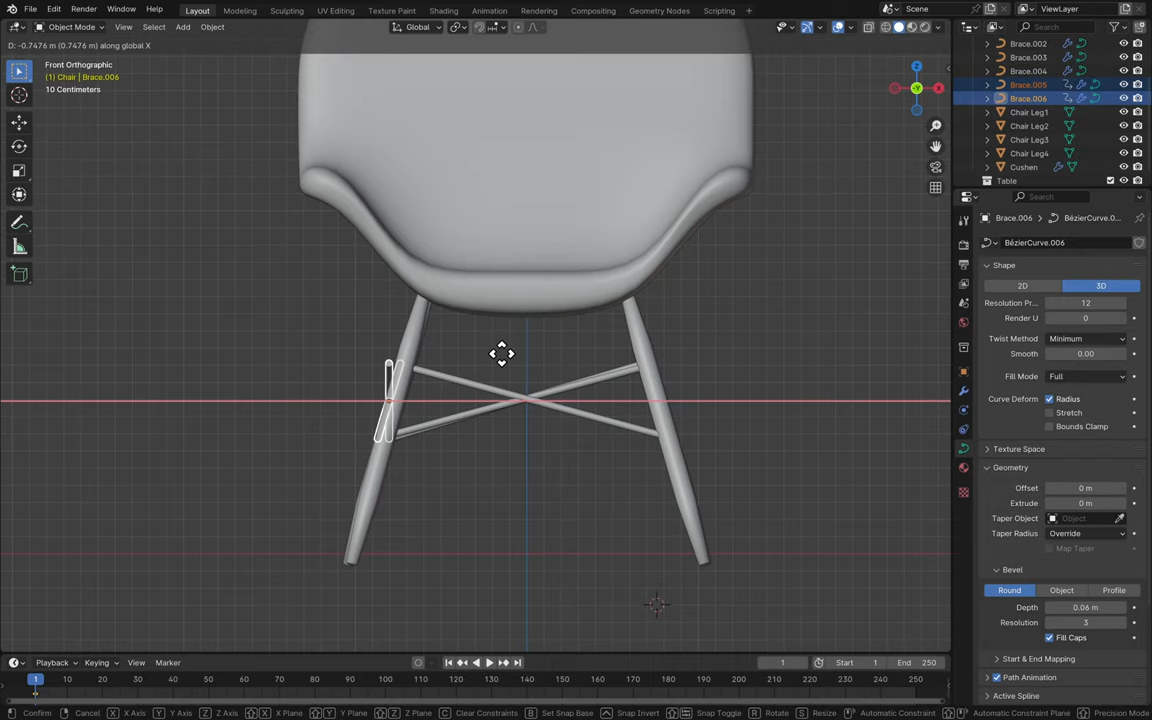 File Edit Render Window Help Layout Modeling Sculpting UV Editing Texture Paint Shading Animation Rendering Compositing Geometry Nodes Scripting Scene ViewLayer
Object Mode View Select Add Object Global Search
D: -0.7476 m (0.7476 m) along global X
Front Orthographic
(1) Chair | Brace.006
10 Centimeters
Z
X
-Y
Brace.002
Brace.003
Brace.004
Brace.005
Brace.006
Chair Leg1
Chair Leg2
Chair Leg3
Chair Leg4
Cushen
Table
Search
Brace.006 BézierCurve.0...
BézierCurve.006
Shape
2D 3D
Resolution Pr... 12
Render U 0
Twist Method Minimum
Smooth 0.00
Fill Mode Full
Curve Deform Radius
Stretch
Bounds Clamp
Texture Space
Geometry
Offset 0 m
Extrude 0 m
Taper Object Object
Taper Radius Override
Map Taper
Bevel
Round Object Profile
Depth 0.06 m
Resolution 3
Fill Caps
Start & End Mapping
Path Animation
Active Spline
Playback Keying View Marker 1 Start 1 End 250
1 10 20 30 40 50 60 70 80 90 100 110 120 130 140 150 160 170 180 190 200 210 220 230 240 250
Confirm Cancel X X Axis Y Y Axis Z Z Axis X X Plane Y Y Plane Z Z Plane C Clear Constraints B Set Snap Base Snap Invert Snap Toggle R Rotate S Resize Automatic Constraint Automatic Constraint Plane Precision Mode